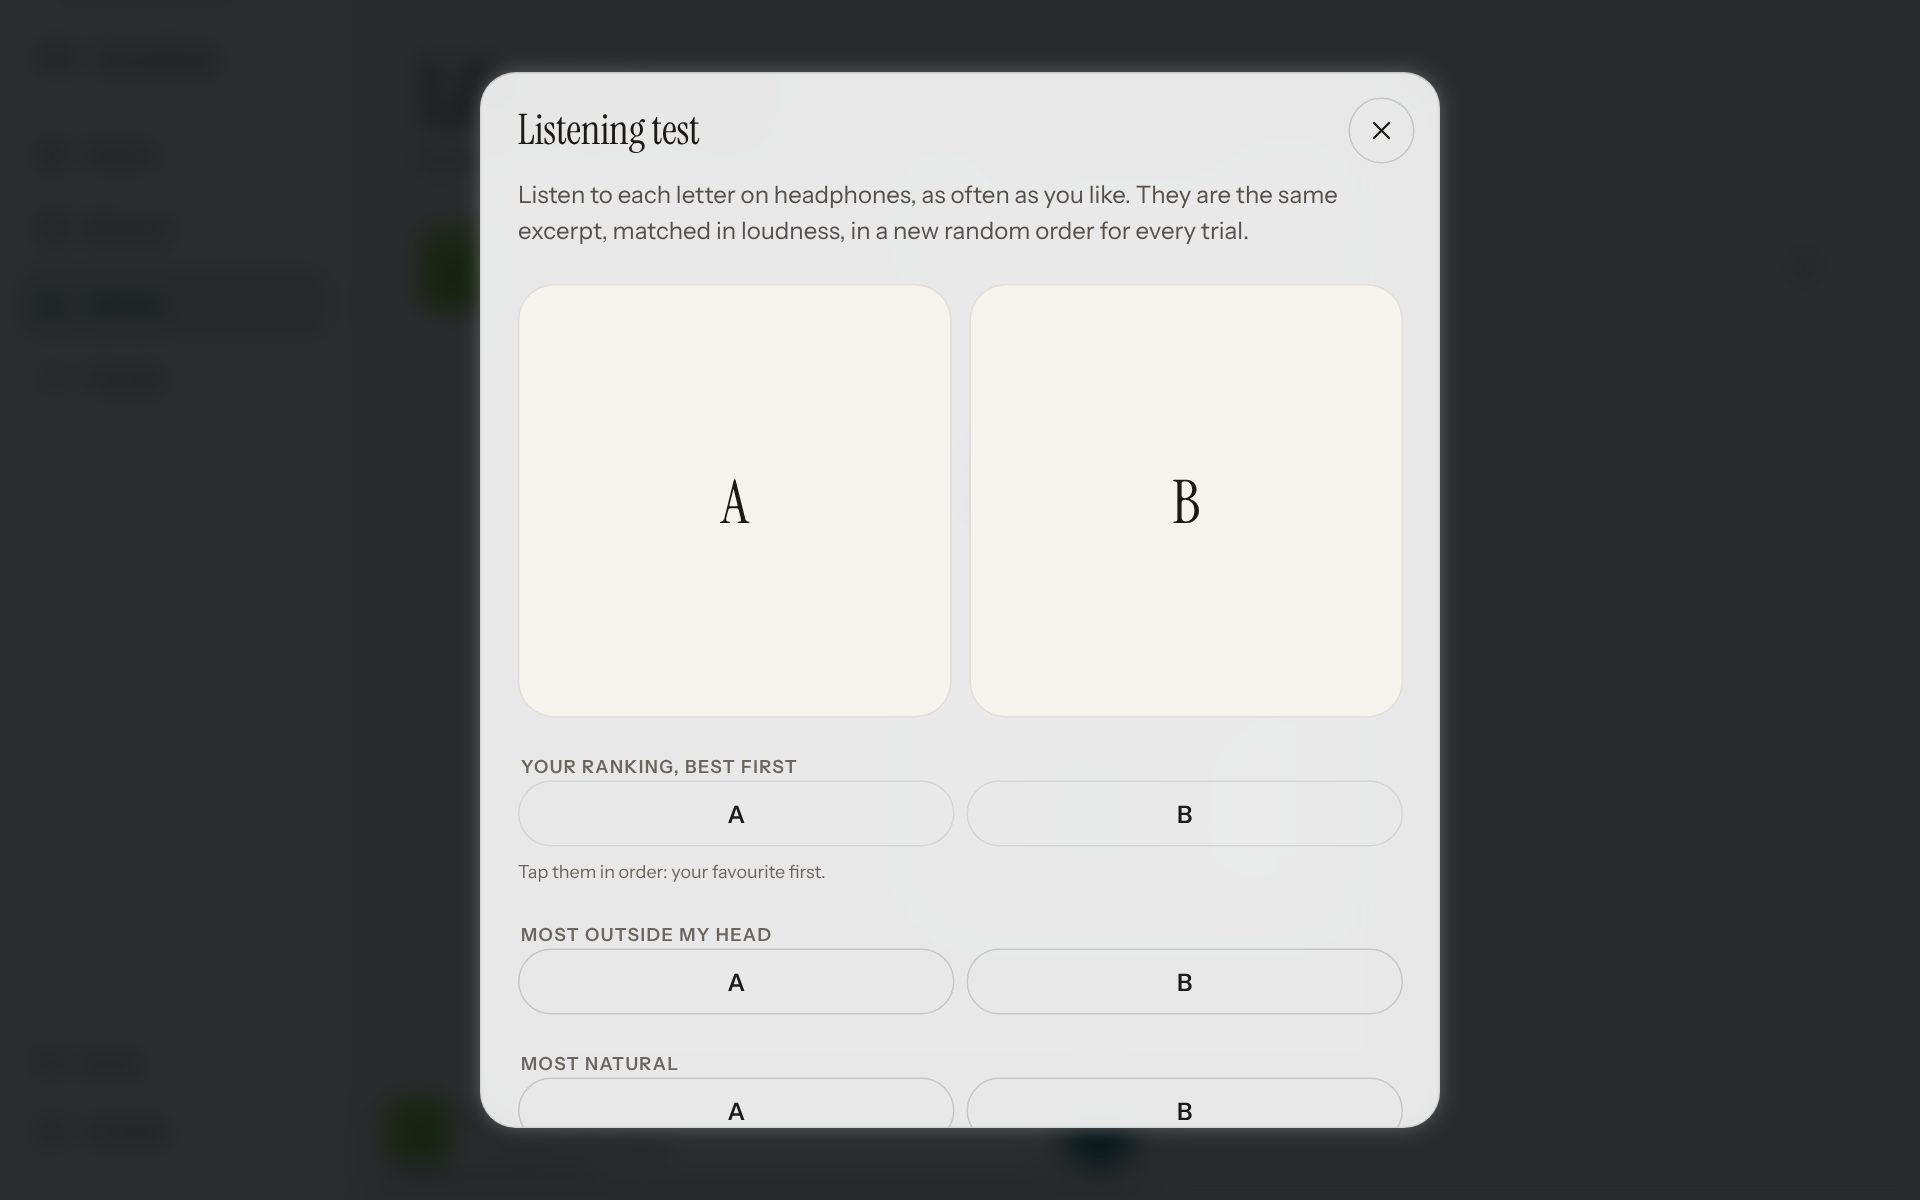 Listening test
Listen to each letter on headphones, as often as you like. They are the same
excerpt, matched in loudness, in a new random order for every trial.
A
B
YOUR RANKING, BEST FIRST
A
B
Tap them in order: your favourite first.
MOST OUTSIDE MY HEAD
A
B
MOST NATURAL
A
B